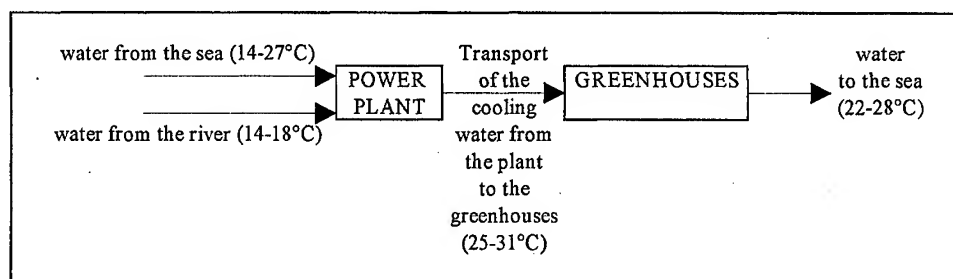 water from the sea (14-27°C)
water from the river (14-18°C)
POWER
PLANT
Transport
of the
cooling
water from
the plant
to the
greenhouses
(25-31°C)
GREENHOUSES
water
to the sea
(22-28°C)